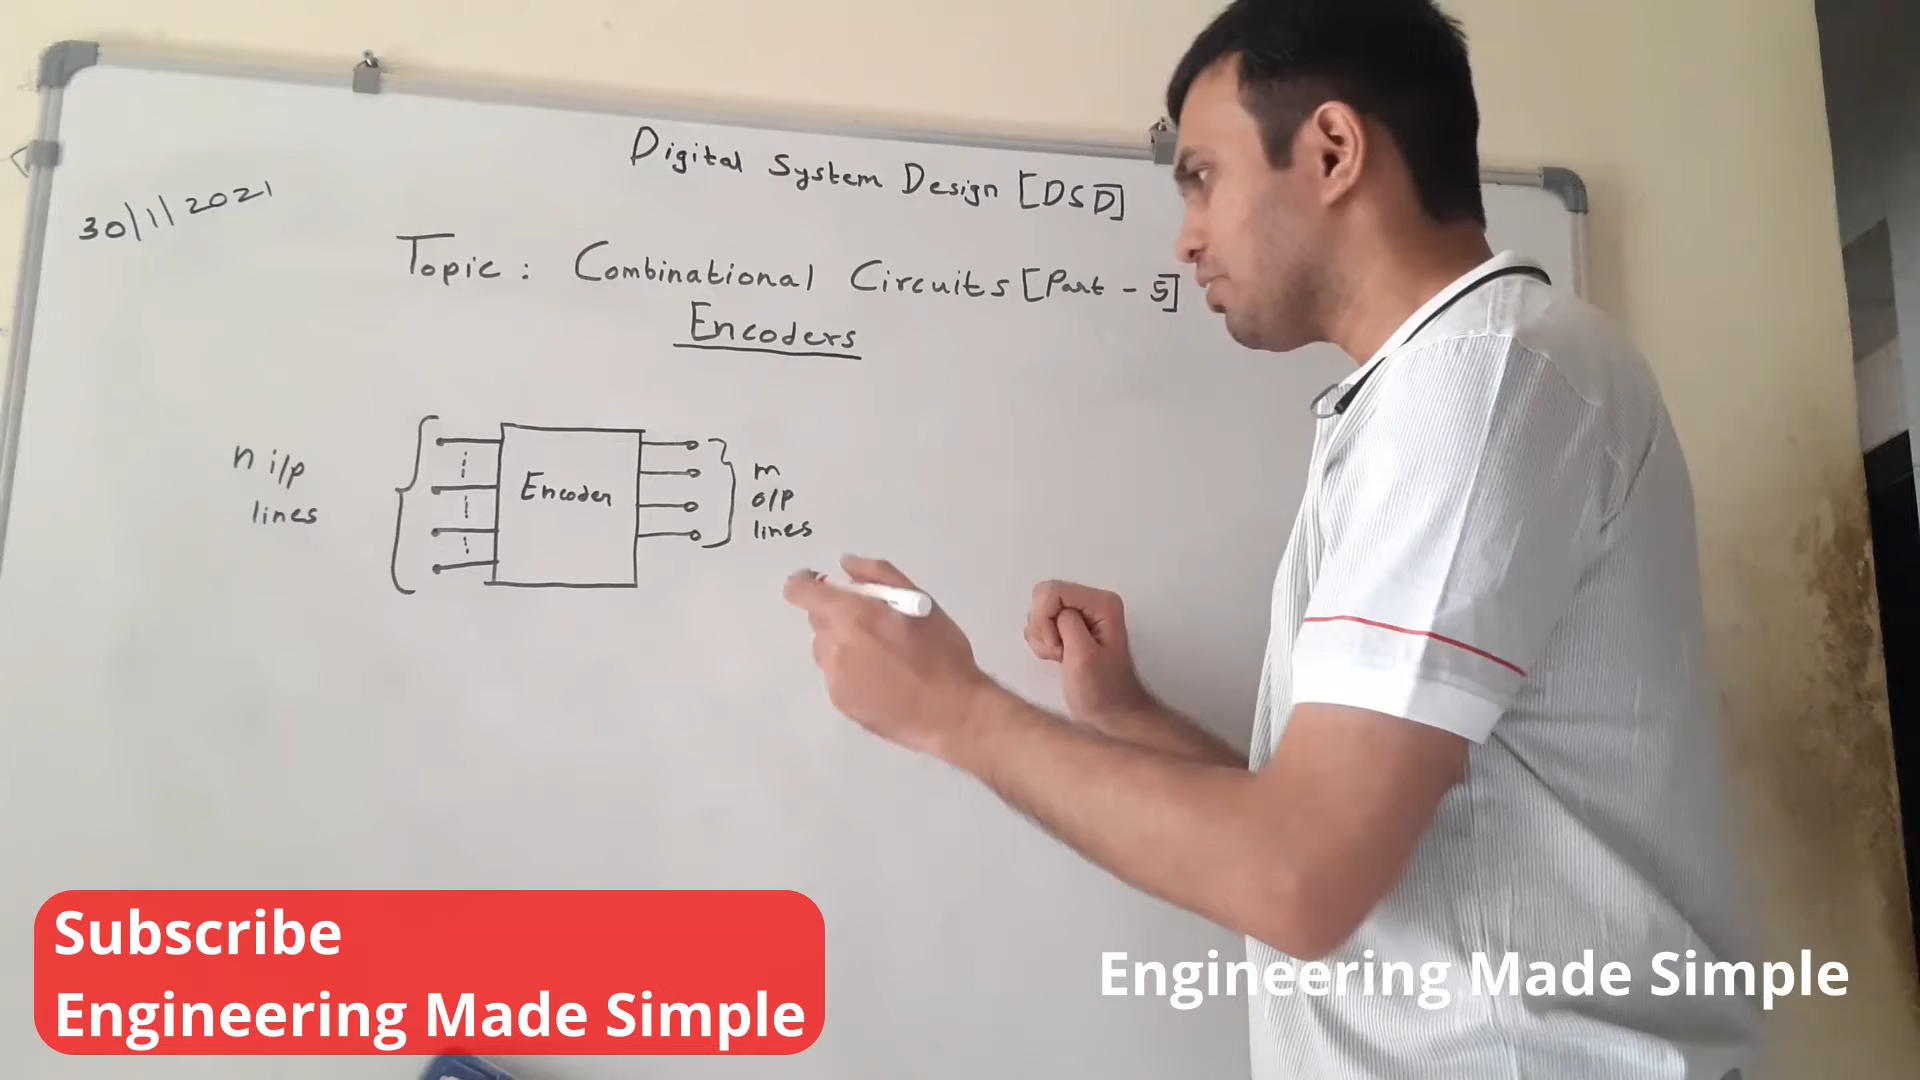 Digital System Design [DSD]
30/1/2021
Topic : Combinational Circuits [Part - 5]
Encoders
n i/p
lines
Encoder
m
o/p
lines
Subscribe
Engineering Made Simple
Engineering Made Simple